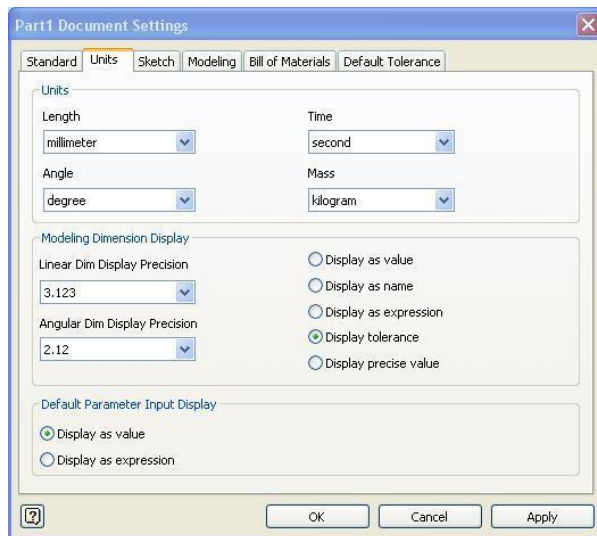 Part1 Document Settings
Standard Units Sketch Modeling Bill of Materials Default Tolerance
Units
Length
millimeter
Time
second
Angle
degree
Mass
kilogram
Modeling Dimension Display
Linear Dim Display Precision
3.123
Angular Dim Display Precision
2.12
Display as value
Display as name
Display as expression
Display tolerance
Display precise value
Default Parameter Input Display
Display as value
Display as expression
?
OK Cancel Apply